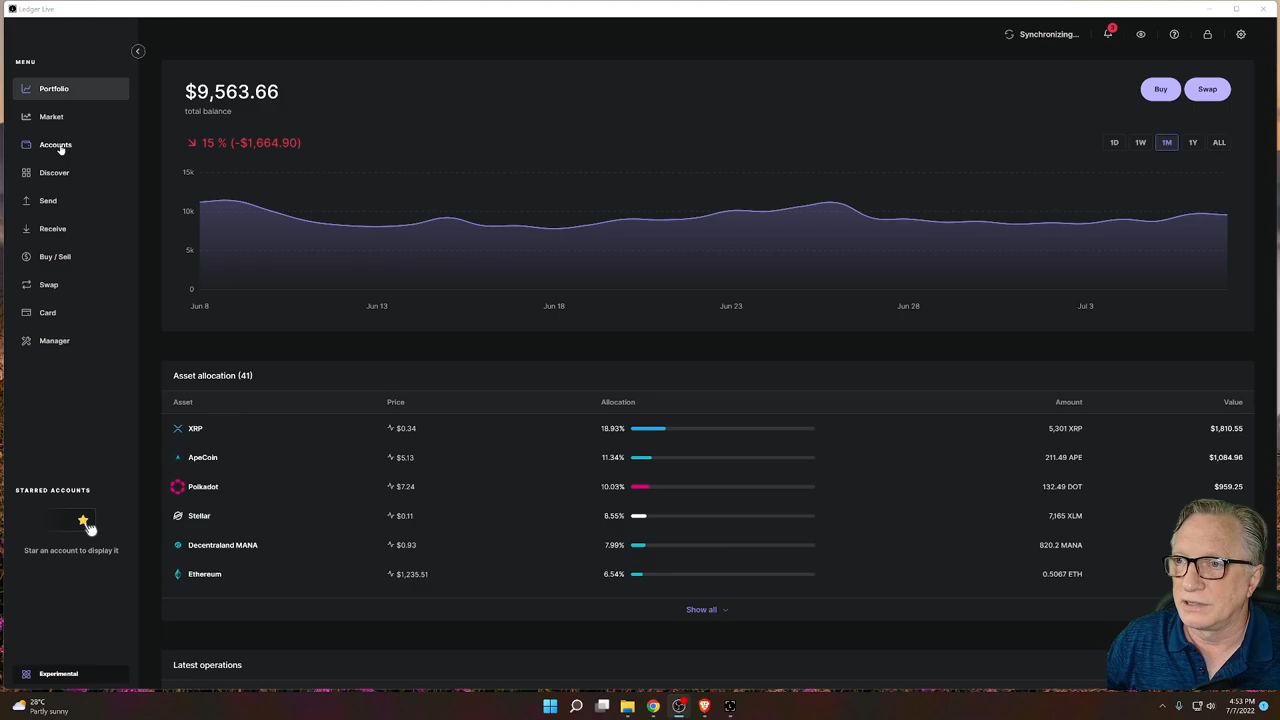 Ledger Live
Synchronizing...
3
MENU
Portfolio
Market
Accounts
Discover
Send
Receive
Buy / Sell
Swap
Card
Manager
STARRED ACCOUNTS
Star an account to display it
Experimental
$9,563.66
total balance
Buy
Swap
15 % (-$1,664.90)
1D 1W 1M 1Y ALL
15k
10k
5k
0
Jun 8 Jun 13 Jun 18 Jun 23 Jun 28 Jul 3
Asset allocation (41)
Asset Price Allocation Amount Value
XRP $0.34 18.93% 5,301 XRP $1,810.55
ApeCoin $5.13 11.34% 211.49 APE $1,084.96
Polkadot $7.24 10.03% 132.49 DOT $959.25
Stellar $0.11 8.55% 7,165 XLM
Decentraland MANA $0.93 7.99% 820.2 MANA
Ethereum $1,235.51 6.54% 0.5067 ETH
Show all
Latest operations
28°C
Partly sunny
4:53 PM
7/7/2022